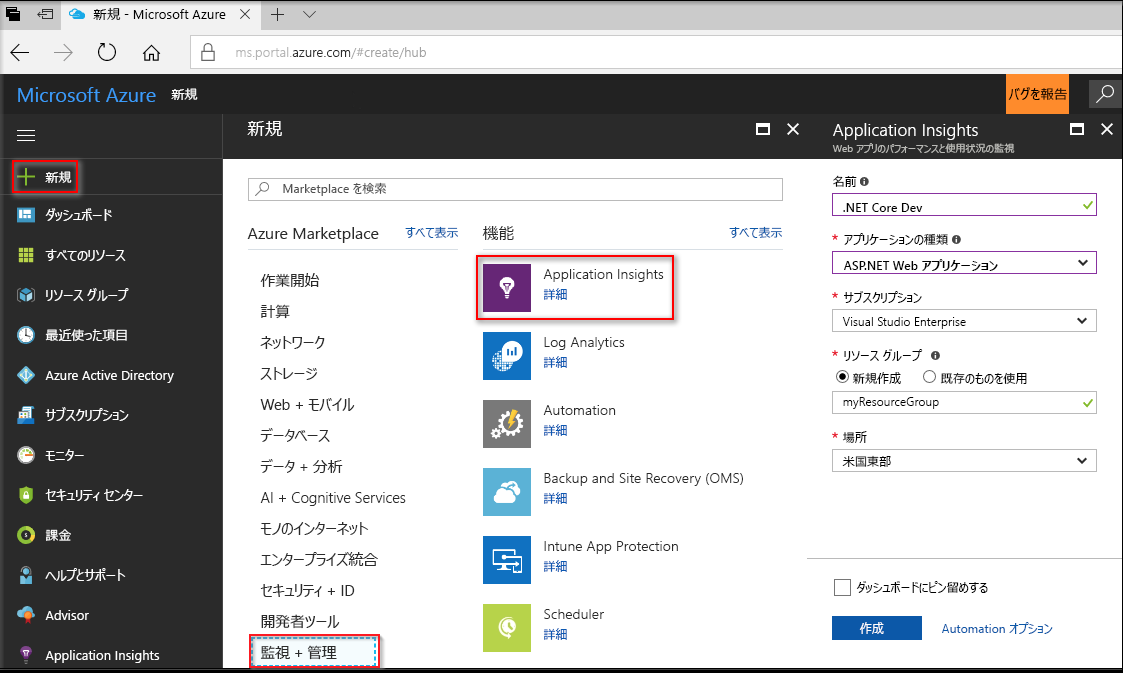 新規 - Microsoft Azure
ms.portal.azure.com/#create/hub
Microsoft Azure 新規
バグを報告
新規
ダッシュボード
すべてのリソース
リソース グループ
最近使った項目
Azure Active Directory
サブスクリプション
モニター
セキュリティ センター
課金
ヘルプとサポート
Advisor
Application Insights
新規
Marketplace を検索
Azure Marketplace すべて表示
作業開始
計算
ネットワーク
ストレージ
Web + モバイル
データベース
データ + 分析
AI + Cognitive Services
モノのインターネット
エンタープライズ統合
セキュリティ + ID
開発者ツール
監視 + 管理
機能 すべて表示
Application Insights
詳細
Log Analytics
詳細
Automation
詳細
Backup and Site Recovery (OMS)
詳細
Intune App Protection
詳細
Scheduler
詳細
Application Insights
Web アプリのパフォーマンスと使用状況の監視
名前
.NET Core Dev
* アプリケーションの種類
ASP.NET Web アプリケーション
* サブスクリプション
Visual Studio Enterprise
* リソース グループ
新規作成 既存のものを使用
myResourceGroup
* 場所
米国東部
ダッシュボードにピン留めする
作成 Automation オプション